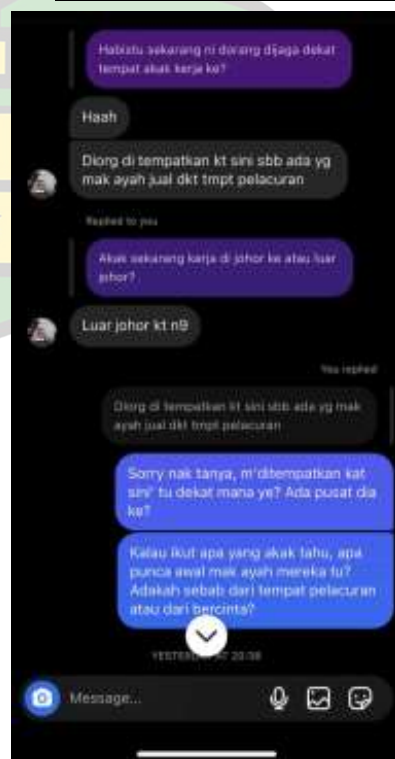 Habistu sekarang ni dorang dijaga dekat
tempat akak kerja ke?
Haah
Diorg di tempatkan kt sini sbb ada yg
mak ayah jual dkt tmpt pelacuran
Replied to you
Akak sekarang kerja di johor ke atau luar
johor?
Luar johor kt n9
You replied
Diorg di tempatkan kt sini sbb ada yg mak
ayah jual dkt tmpt pelacuran
Sorry nak tanya, m'ditempatkan kat
sini' tu dekat mana ye? Ada pusat dia
ke?
Kalau ikut apa yang akak tahu, apa
punca awal mak ayah mereka tu?
Adakah sebab dari tempat pelacuran
atau dari bercinta?
YESTERDAY AT 20:38
Message...